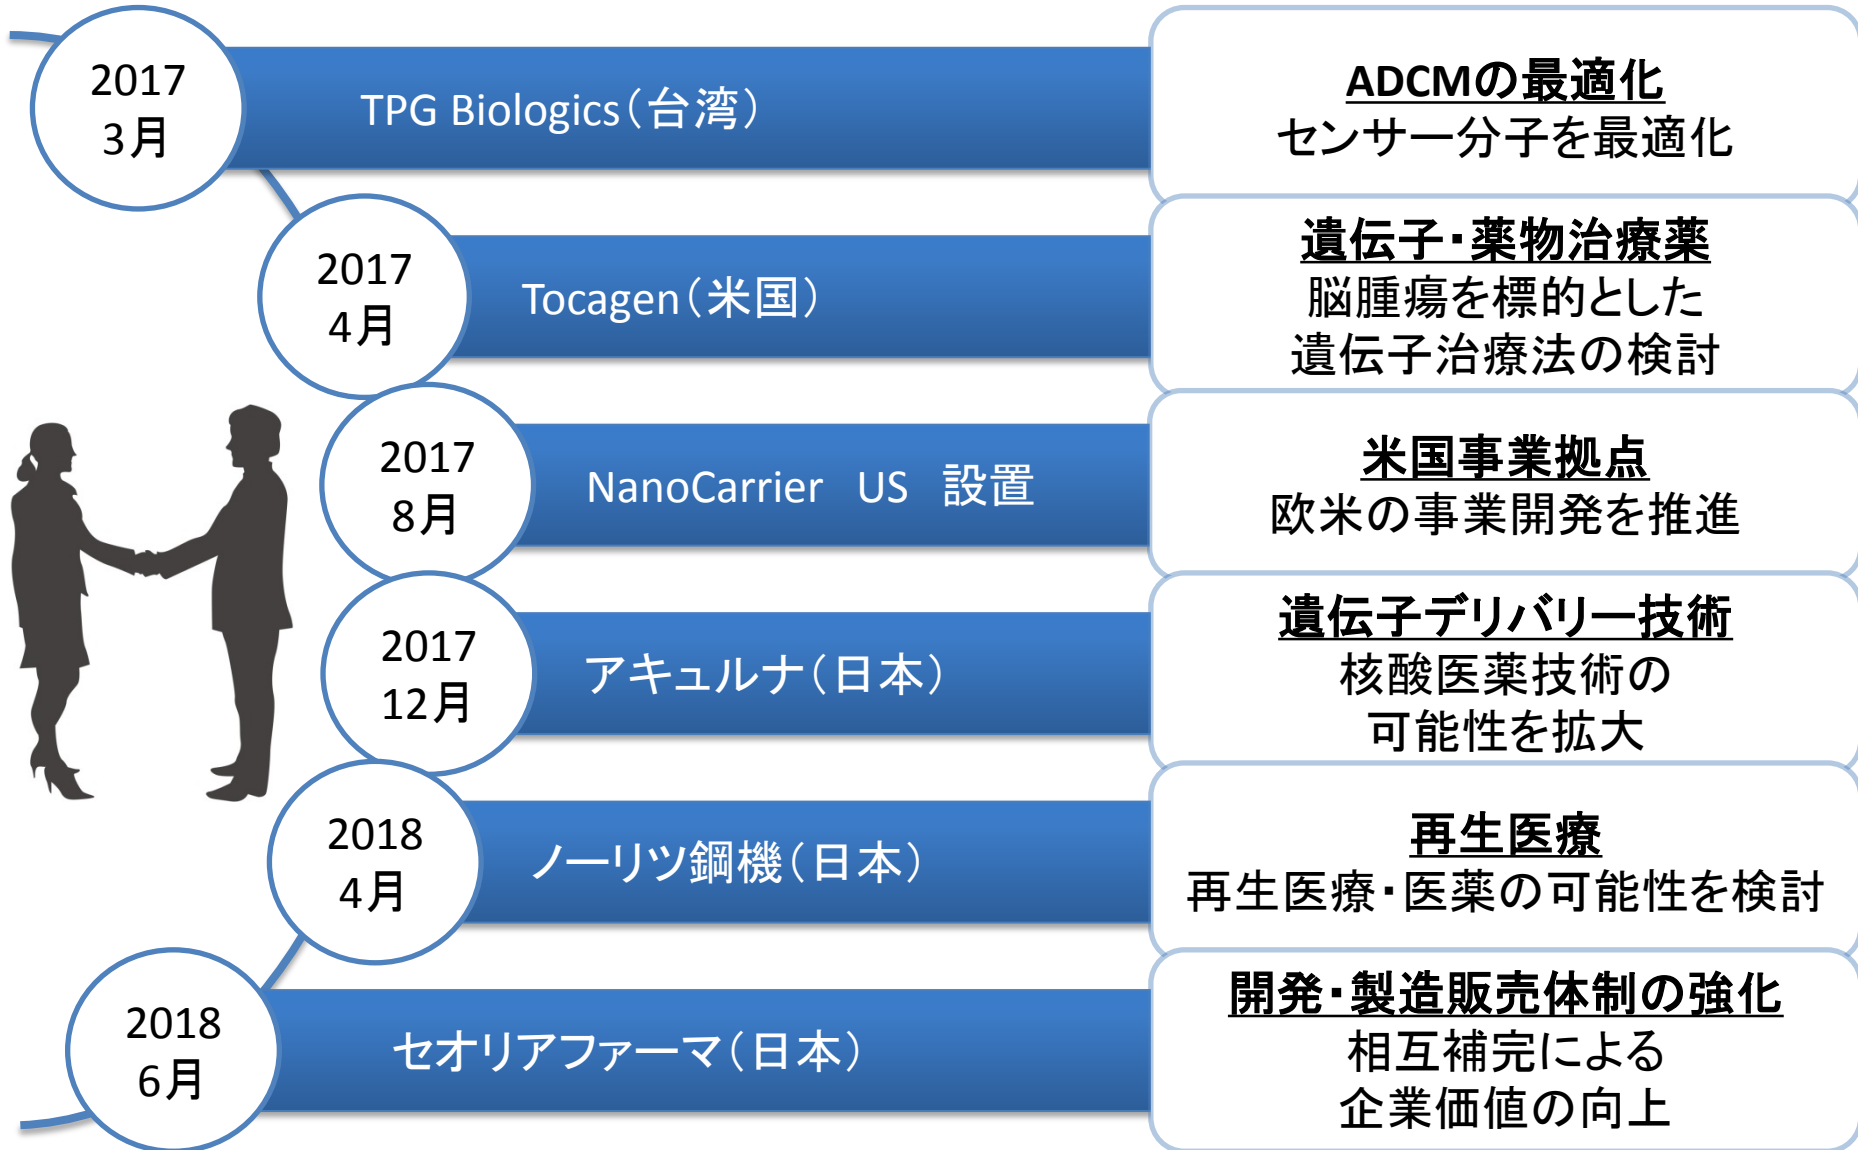 2017
3月
TPG Biologics（台湾）
ADCMの最適化
センサー分子を最適化
2017
4月
Tocagen（米国）
遺伝子・薬物治療薬
脳腫瘍を標的とした
遺伝子治療法の検討
2017
8月
NanoCarrier　US　設置
米国事業拠点
欧米の事業開発を推進
2017
12月
アキュルナ（日本）
遺伝子デリバリー技術
核酸医薬技術の
可能性を拡大
2018
4月
ノーリツ鋼機（日本）
再生医療
再生医療・医薬の可能性を検討
2018
6月
セオリアファーマ（日本）
開発・製造販売体制の強化
相互補完による
企業価値の向上